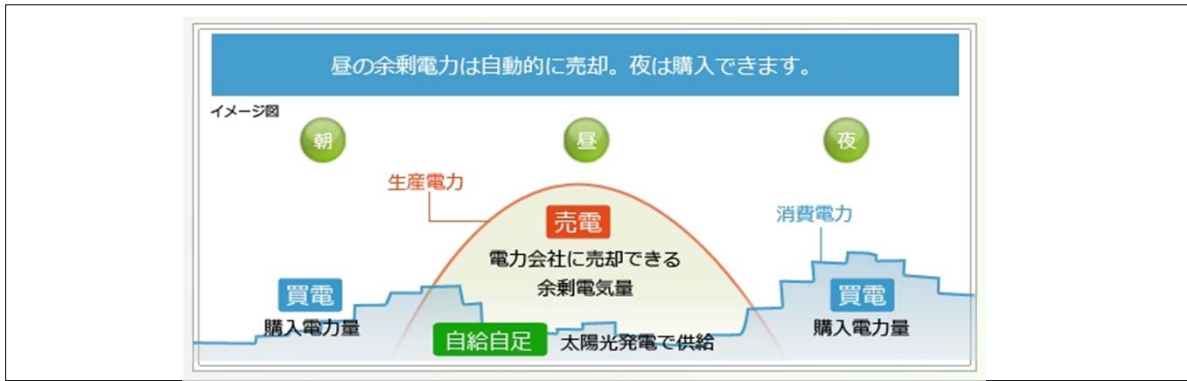 昼の余剰電力は自動的に売却。夜は購入できます。
イメージ図
朝
昼
夜
生産電力
売電
消費電力
電力会社に売却できる
余剰電気量
買電
購入電力量
買電
購入電力量
自給自足
太陽光発電で供給